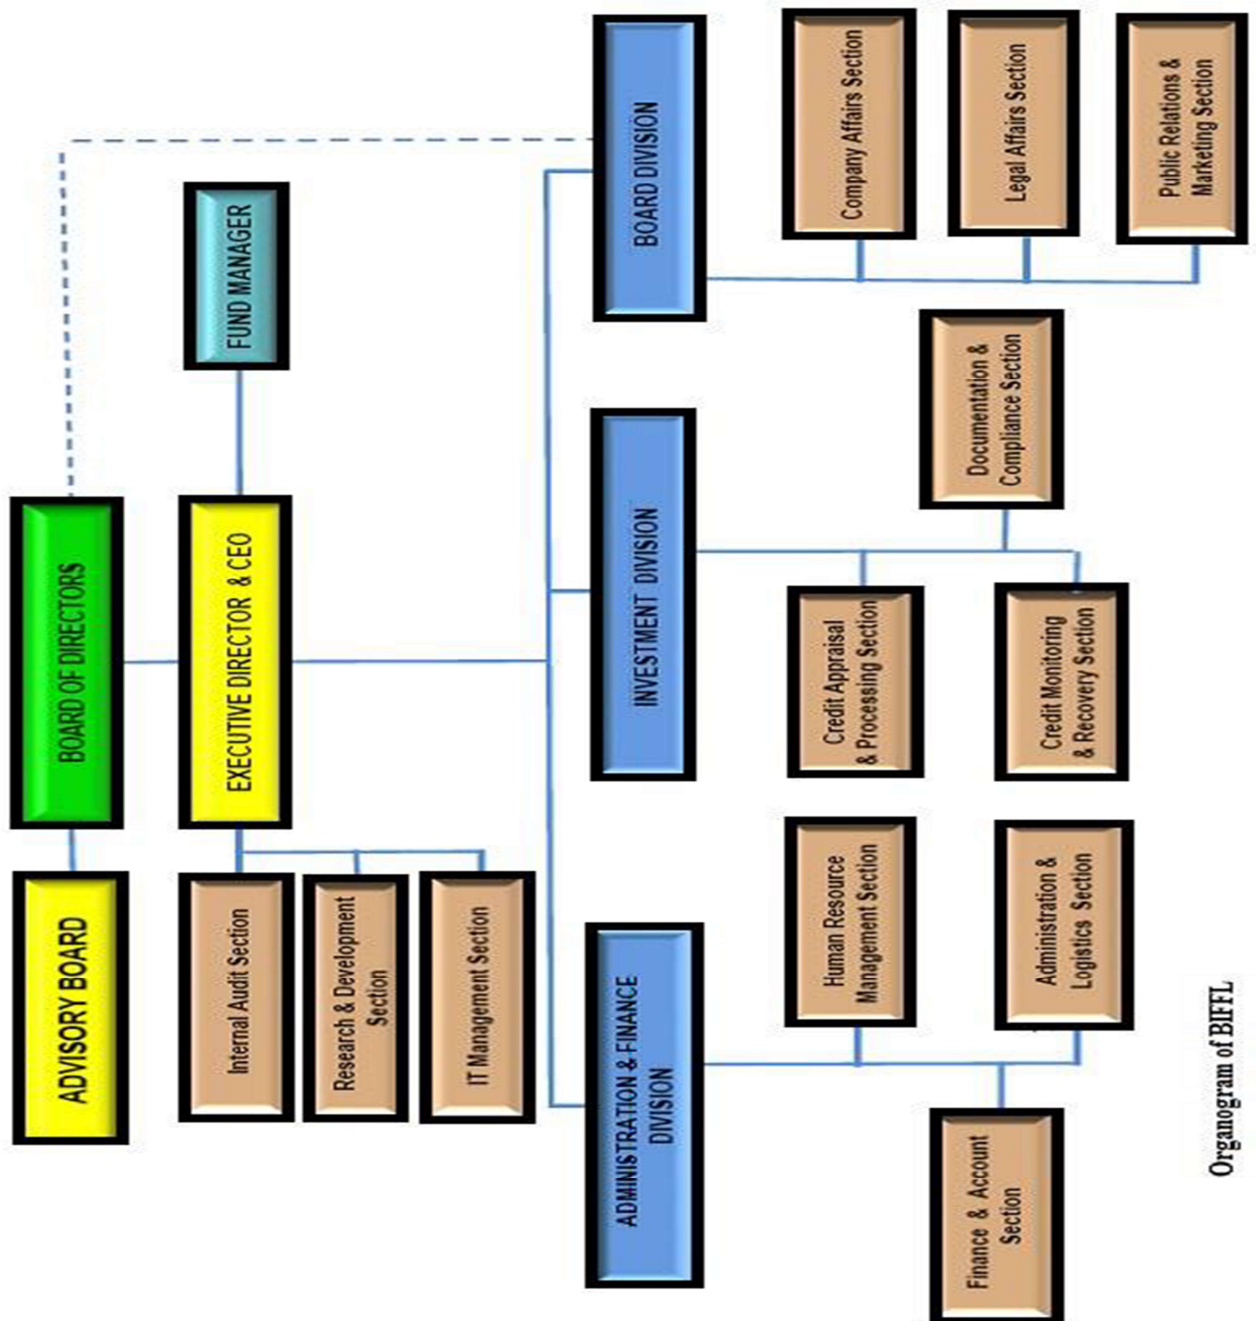 ADVISORY BOARD
BOARD OF DIRECTORS
Internal Audit Section
EXECUTIVE DIRECTOR & CEO
FUND MANAGER
Research & Development
Section
IT Management Section
ADMINISTRATION & FINANCE
DIVISION
INVESTMENT DIVISION
BOARD DIVISION
Human Resource
Management Section
Credit Appraisal
& Processing Section
Company Affairs Section
Finance & Account
Section
Documentation &
Compliance Section
Legal Affairs Section
Administration &
Logistics Section
Credit Monitoring
& Recovery Section
Public Relations &
Marketing Section
Organogram of BIFFL